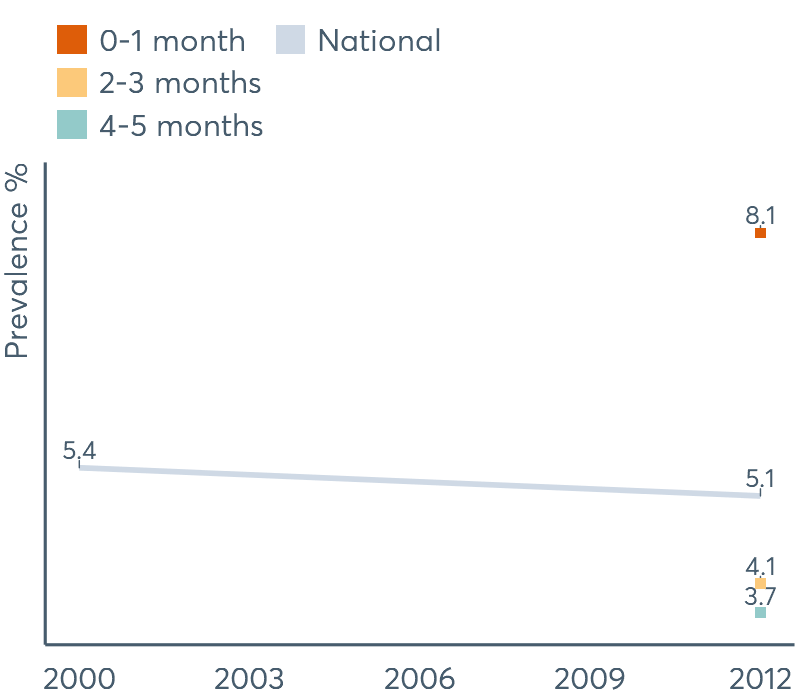 0-1 month National
2-3 months
4-5 months
Prevalence %
8.1
5.4
5.1
4.1
3.7
2000 2003 2006 2009 2012